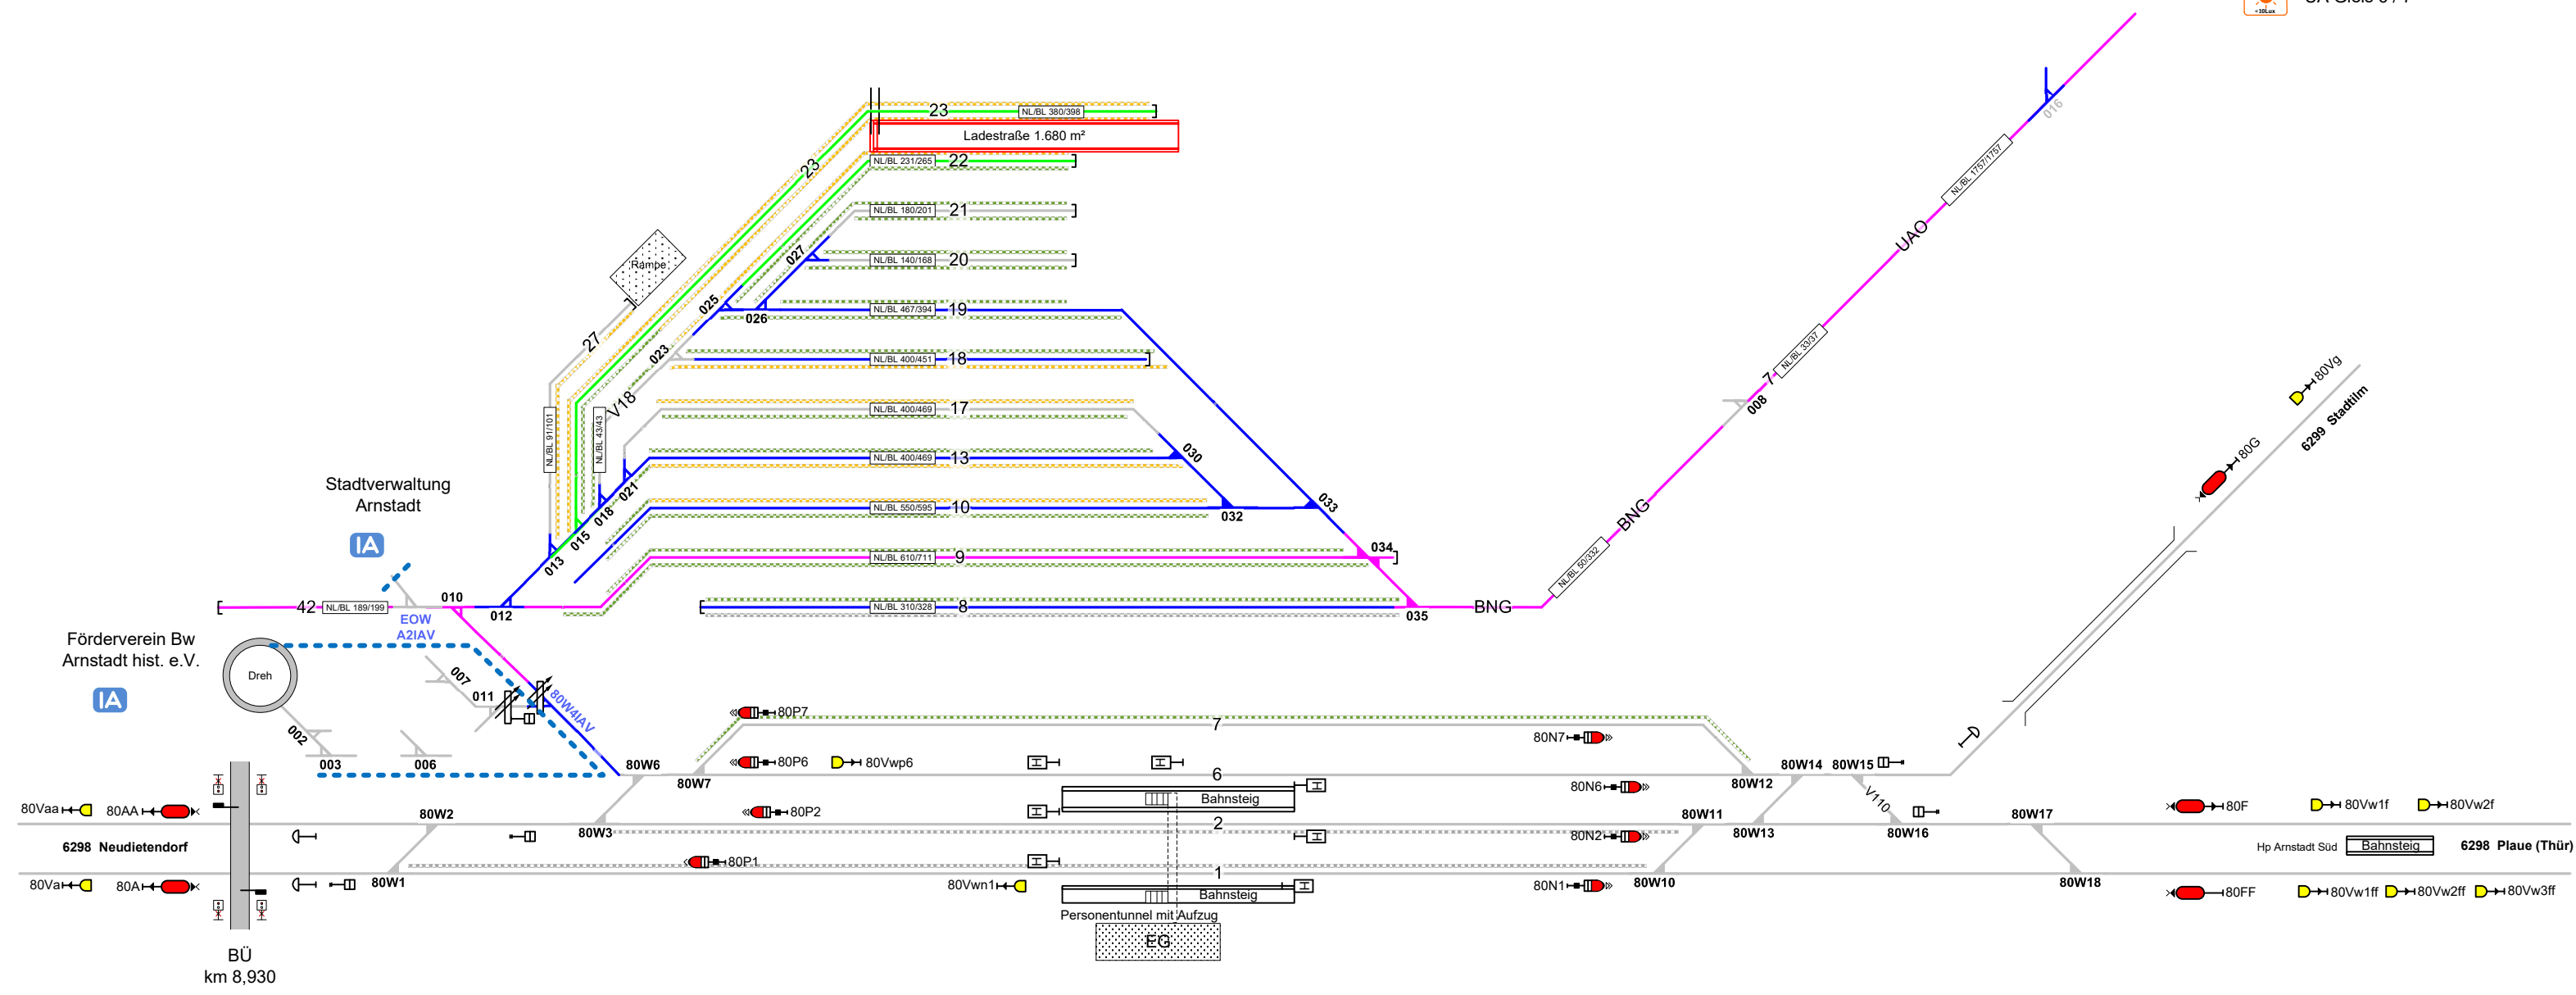 <10Lux
016
NL/BL 1757/1757
UAO
NL/BL 33/37
7
008
BNG
NL/BL 50/332
23
NL/BL 380/398
Ladestraße 1.680 m²
NL/BL 231/265
22
23
NL/BL 180/201
21
027
NL/BL 140/168
20
Rampe
025
026
NL/BL 467/394
19
27
023
NL/BL 400/451
18
V18
NL/BL 400/469
17
NL/BL 91/101
NL/BL 43/43
NL/BL 400/469
13
030
021
018
015
013
NL/BL 550/595
10
032
033
NL/BL 610/711
9
034
NL/BL 310/328
8
035
BNG
Stadtverwaltung
Arnstadt
IA
42
NL/BL 189/199
010
012
EOW
A2IAV
Förderverein Bw
Arnstadt hist. e.V.
IA
Dreh
007
011
80W4IAV
002
003
006
80W6
80W7
80P7
80P6
80Vwp6
80P2
80P1
7
6
2
1
80N7
80N6
80N2
80N1
80Vwn1
Bahnsteig
Bahnsteig
Personentunnel mit Aufzug
EG
80Vaa
80AA
80W2
80W3
6298 Neudietendorf
80Va
80A
80W1
BÜ
km 8,930
80W12
80W14
80W15
80W11
80W13
V110
80W16
80W10
80W17
80W18
80Vg
80G
6299 Stadtilm
80F
80Vw1f
80Vw2f
Hp Arnstadt Süd
Bahnsteig
6298 Plaue (Thür)
80FF
80Vw1ff
80Vw2ff
80Vw3ff